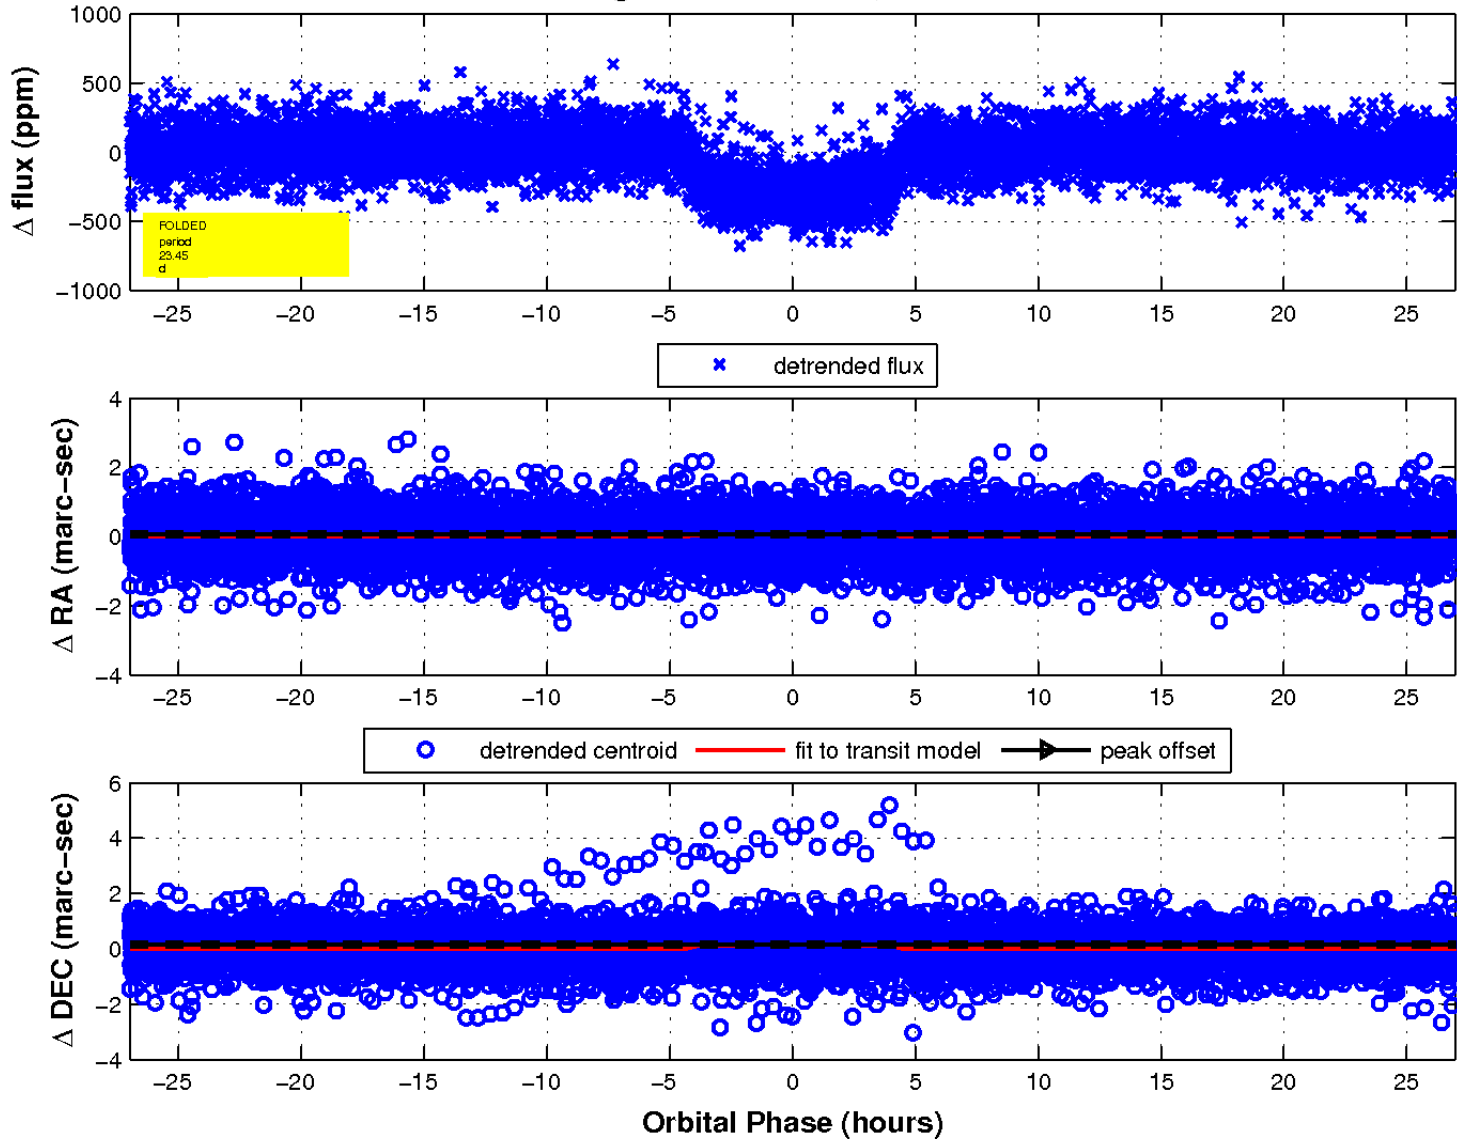 1000
500
0
−500
−1000
Δ flux (ppm)
FOLDED
period
23.45
d
−25 −20 −15 −10 −5 0 5 10 15 20 25
detrended flux
4
2
0
−2
−4
Δ RA (marc−sec)
−25 −20 −15 −10 −5 0 5 10 15 20 25
detrended centroid fit to transit model peak offset
6
4
2
0
−2
−4
Δ DEC (marc−sec)
−25 −20 −15 −10 −5 0 5 10 15 20 25
Orbital Phase (hours)